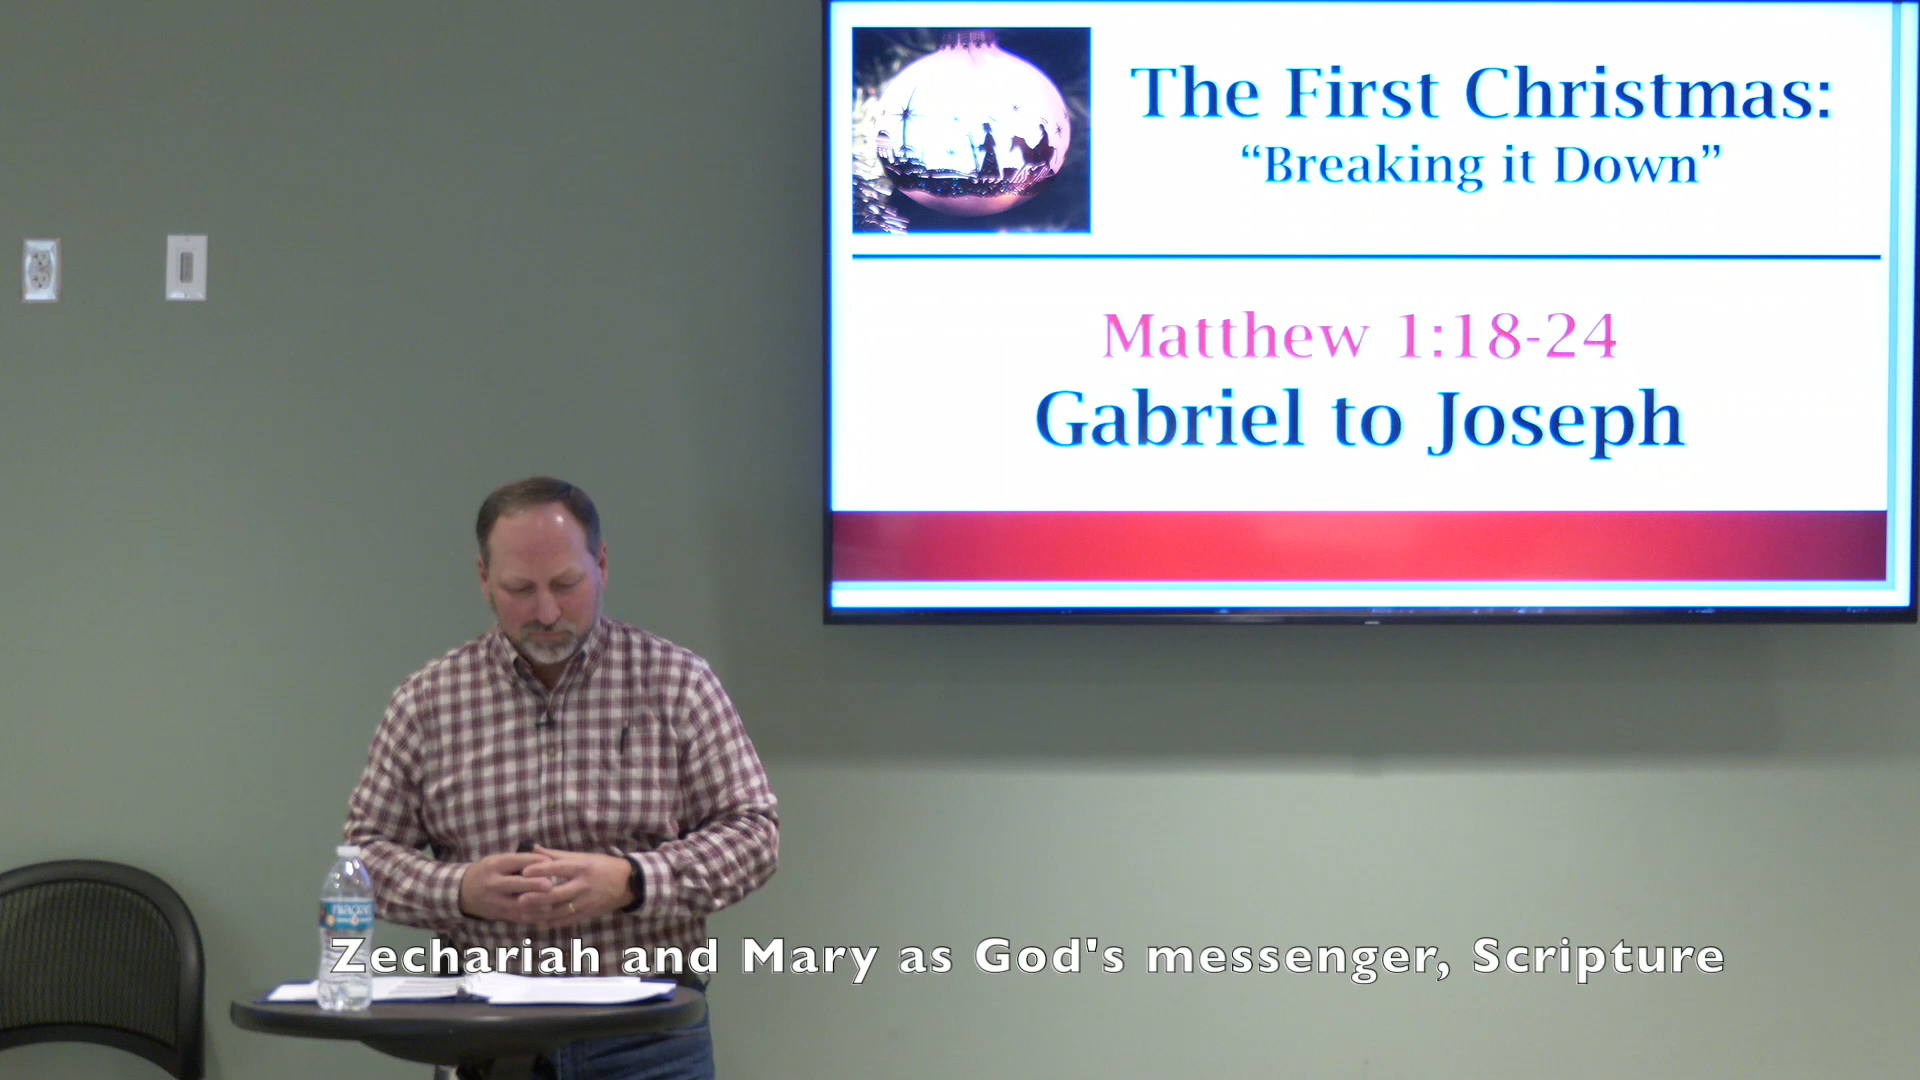 The First Christmas:
“Breaking it Down”
Matthew 1:18-24
Gabriel to Joseph
niagara
Zechariah and Mary as God's messenger, Scripture